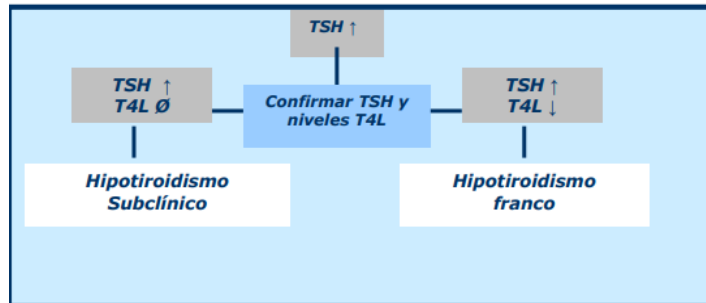 TSH ↑
TSH ↑
T4L Ø
Confirmar TSH y
niveles T4L
TSH ↑
T4L ↓
Hipotiroidismo
Subclínico
Hipotiroidismo
franco